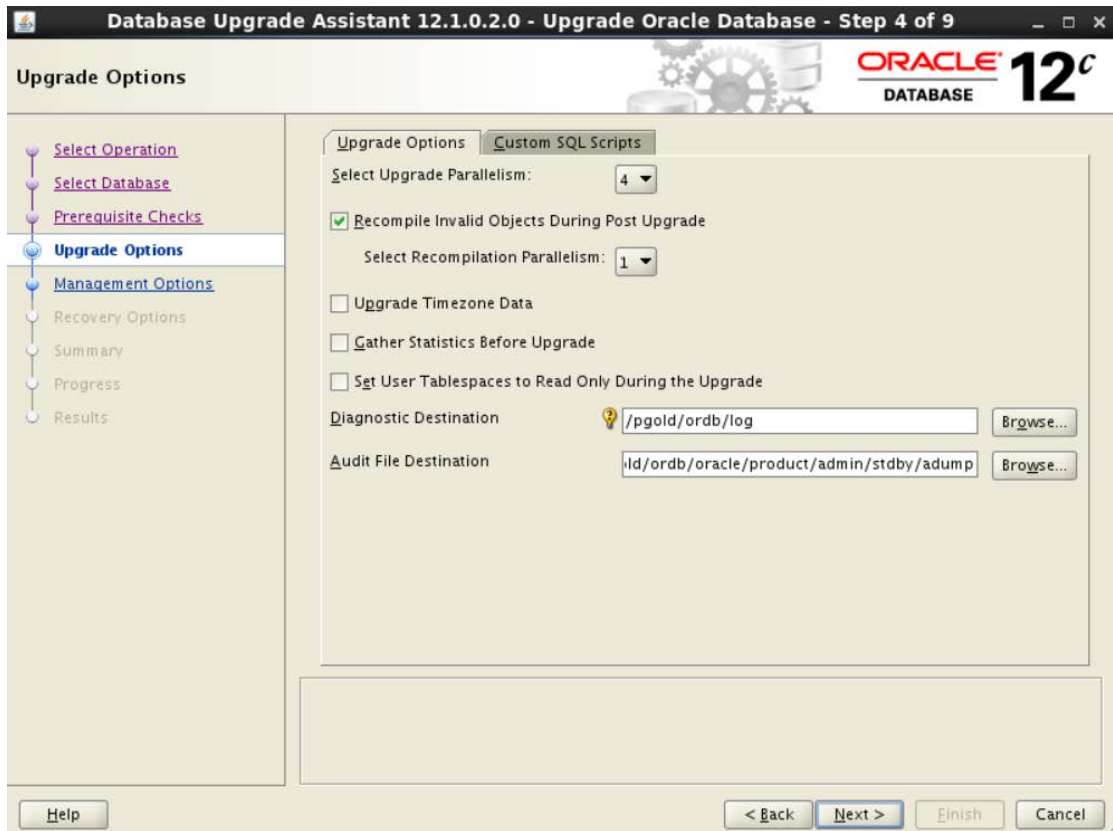 Database Upgrade Assistant 12.1.0.2.0 - Upgrade Oracle Database - Step 4 of 9
Upgrade Options
ORACLE
DATABASE
12c
Select Operation
Select Database
Prerequisite Checks
Upgrade Options
Management Options
Recovery Options
Summary
Progress
Results
Upgrade Options Custom SQL Scripts
Select Upgrade Parallelism: 4
Recompile Invalid Objects During Post Upgrade
Select Recompilation Parallelism: 1
Upgrade Timezone Data
Gather Statistics Before Upgrade
Set User Tablespaces to Read Only During the Upgrade
Diagnostic Destination /pgold/ordb/log Browse...
Audit File Destination ld/ordb/oracle/product/admin/stdby/adump Browse...
Help < Back Next > Finish Cancel